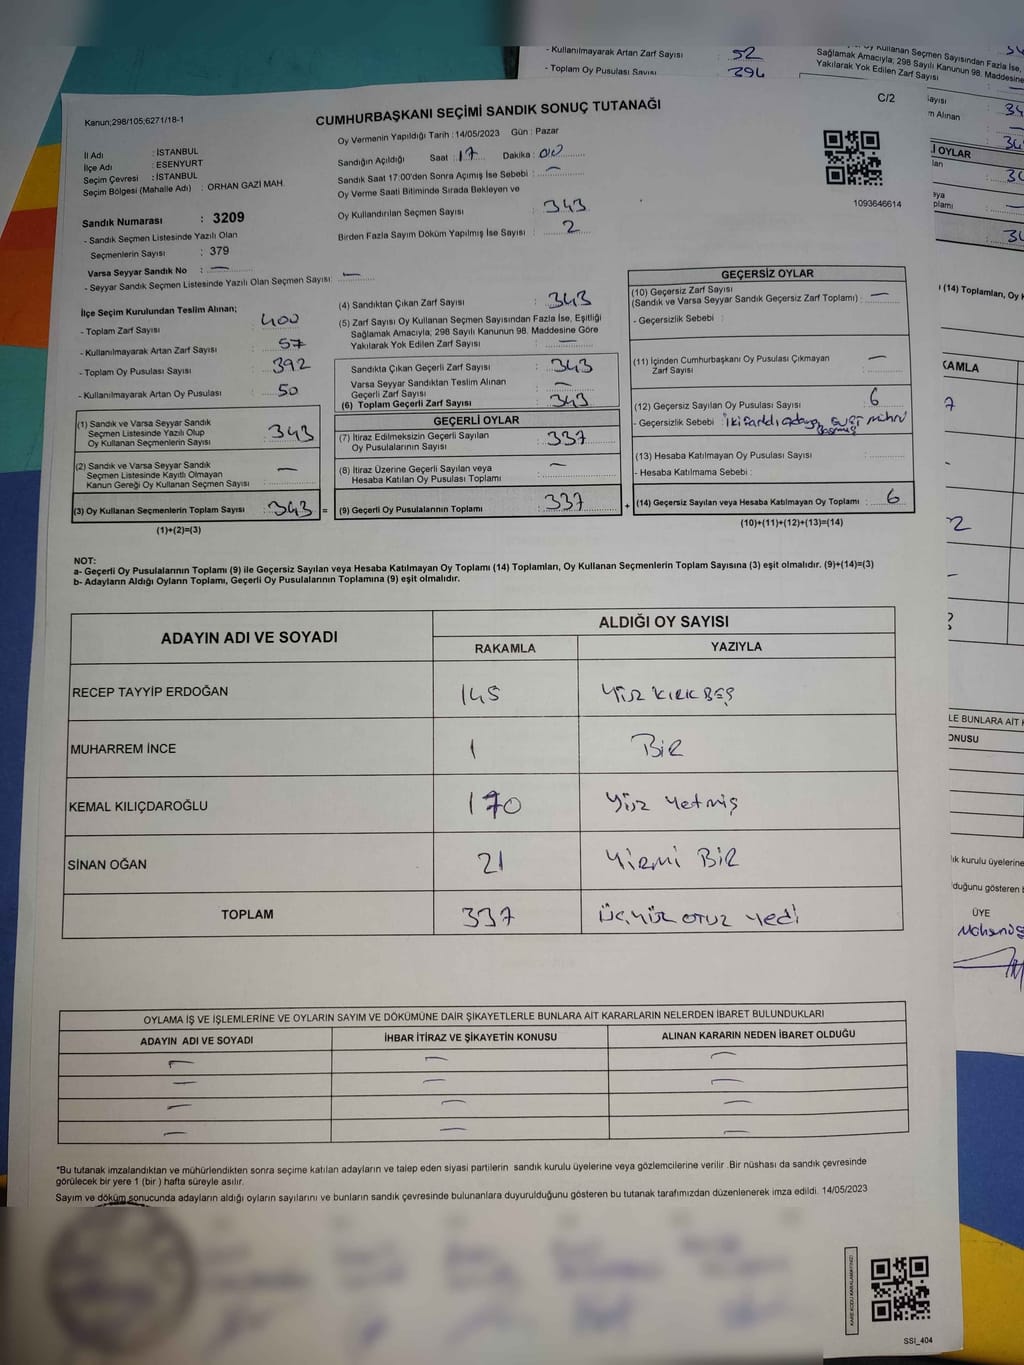 - Kullanılmayarak Artan Zarf Sayısı 52
- Toplam Oy Pusulası Sayısı 394
Oy Kullanan Seçmen Sayısından Fazla İse,
Sağlamak Amacıyla; 298 Sayılı Kanunun 98. Maddesine
Yakılarak Yok Edilen Zarf Sayısı
Kanun;298/105;6271/18-1
CUMHURBAŞKANI SEÇİMİ SANDIK SONUÇ TUTANAĞI
C/2
Oy Vermenin Yapıldığı Tarih : 14/05/2023 Gün : Pazar
İl Adı : İSTANBUL
İlçe Adı : ESENYURT
Seçim Çevresi : İSTANBUL
Seçim Bölgesi (Mahalle Adı) : ORHAN GAZİ MAH.
Sandığın Açıldığı Saat : 17 Dakika : 00
Sandık Saat 17:00'den Sonra Açımış İse Sebebi : —
Oy Verme Saati Bitiminde Sırada Bekleyen ve
Oy Kullandırılan Seçmen Sayısı : 343
Birden Fazla Sayım Döküm Yapılmış İse Sayısı : 2
1093646614
Sandık Numarası : 3209
- Sandık Seçmen Listesinde Yazılı Olan
Seçmenlerin Sayısı : 379
Varsa Seyyar Sandık No : —
- Seyyar Sandık Seçmen Listesinde Yazılı Olan Seçmen Sayısı: —
İlçe Seçim Kurulundan Teslim Alınan;
- Toplam Zarf Sayısı : 400
- Kullanılmayarak Artan Zarf Sayısı : 57
- Toplam Oy Pusulası Sayısı : 392
- Kullanılmayarak Artan Oy Pusulası : 50
(1) Sandık ve Varsa Seyyar Sandık
Seçmen Listesinde Yazılı Olup
Oy Kullanan Seçmenlerin Sayısı : 343
(2) Sandık ve Varsa Seyyar Sandık
Seçmen Listesinde Kayıtlı Olmayan
Kanun Gereği Oy Kullanan Seçmen Sayısı : —
(3) Oy Kullanan Seçmenlerin Toplam Sayısı : 343 =
(1)+(2)=(3)
(4) Sandıktan Çıkan Zarf Sayısı : 343
(5) Zarf Sayısı Oy Kullanan Seçmen Sayısından Fazla İse, Eşitliği
Sağlamak Amacıyla; 298 Sayılı Kanunun 98. Maddesine Göre
Yakılarak Yok Edilen Zarf Sayısı : —
Sandıkta Çıkan Geçerli Zarf Sayısı : 343
Varsa Seyyar Sandıktan Teslim Alınan
Geçerli Zarf Sayısı : —
(6) Toplam Geçerli Zarf Sayısı : 343
GEÇERLİ OYLAR
(7) İtiraz Edilmeksizin Geçerli Sayılan
Oy Pusulalarının Sayısı : 337
(8) İtiraz Üzerine Geçerli Sayılan veya
Hesaba Katılan Oy Pusulası Toplamı : —
(9) Geçerli Oy Pusulalarının Toplamı : 337 +
GEÇERSİZ OYLAR
(10) Geçersiz Zarf Sayısı
(Sandık ve Varsa Seyyar Sandık Geçersiz Zarf Toplamı) : —
- Geçersizlik Sebebi :
(11) İçinden Cumhurbaşkanı Oy Pusulası Çıkmayan
Zarf Sayısı : —
(12) Geçersiz Sayılan Oy Pusulası Sayısı : 6
- Geçersizlik Sebebi : iki farklı adaya
(13) Hesaba Katılmayan Oy Pusulası Sayısı :
- Hesaba Katılmama Sebebi :
(14) Geçersiz Sayılan veya Hesaba Katılmayan Oy Toplamı : 6
(10)+(11)+(12)+(13)=(14)
NOT:
a- Geçerli Oy Pusulalarının Toplamı (9) ile Geçersiz Sayılan veya Hesaba Katılmayan Oy Toplamı (14) Toplamları, Oy Kullanan Seçmenlerin Toplam Sayısına (3) eşit olmalıdır. (9)+(14)=(3)
b- Adayların Aldığı Oyların Toplamı, Geçerli Oy Pusulalarının Toplamına (9) eşit olmalıdır.
ADAYIN ADI VE SOYADI ALDIĞI OY SAYISI
RAKAMLA YAZIYLA
RECEP TAYYİP ERDOĞAN 145 Yüz KIRK BEŞ
MUHARREM İNCE 1 BİR
KEMAL KILIÇDAROĞLU 170 Yüz Yetmiş
SİNAN OĞAN 21 Yirmi BİR
TOPLAM 337 Üçyüz otuz Yedi
OYLAMA İŞ VE İŞLEMLERİNE VE OYLARIN SAYIM VE DÖKÜMÜNE DAİR ŞİKAYETLERLE BUNLARA AİT KARARLARIN NELERDEN İBARET BULUNDUKLARI
ADAYIN ADI VE SOYADI İHBAR İTİRAZ VE ŞİKAYETİN KONUSU ALINAN KARARIN NEDEN İBARET OLDUĞU
— — —
— — —
— — —
— — —
*Bu tutanak imzalandıktan ve mühürlendikten sonra seçime katılan adayların ve talep eden siyasi partilerin sandık kurulu üyelerine veya gözlemcilerine verilir .Bir nüshası da sandık çevresinde
görülecek bir yere 1 (bir ) hafta süreyle asılır.
Sayım ve döküm sonucunda adayların aldığı oyların sayılarını ve bunların sandık çevresinde bulunanlara duyurulduğunu gösteren bu tutanak tarafımızdan düzenlenerek imza edildi. 14/05/2023
KARE KODU KARALAMAYINIZ!
SSI_404
OYLAR
(14) Toplamları, Oy
KAMLA
LE BUNLARA AİT
ONUSU
ık kurulu üyelerine
duğunu gösteren
ÜYE